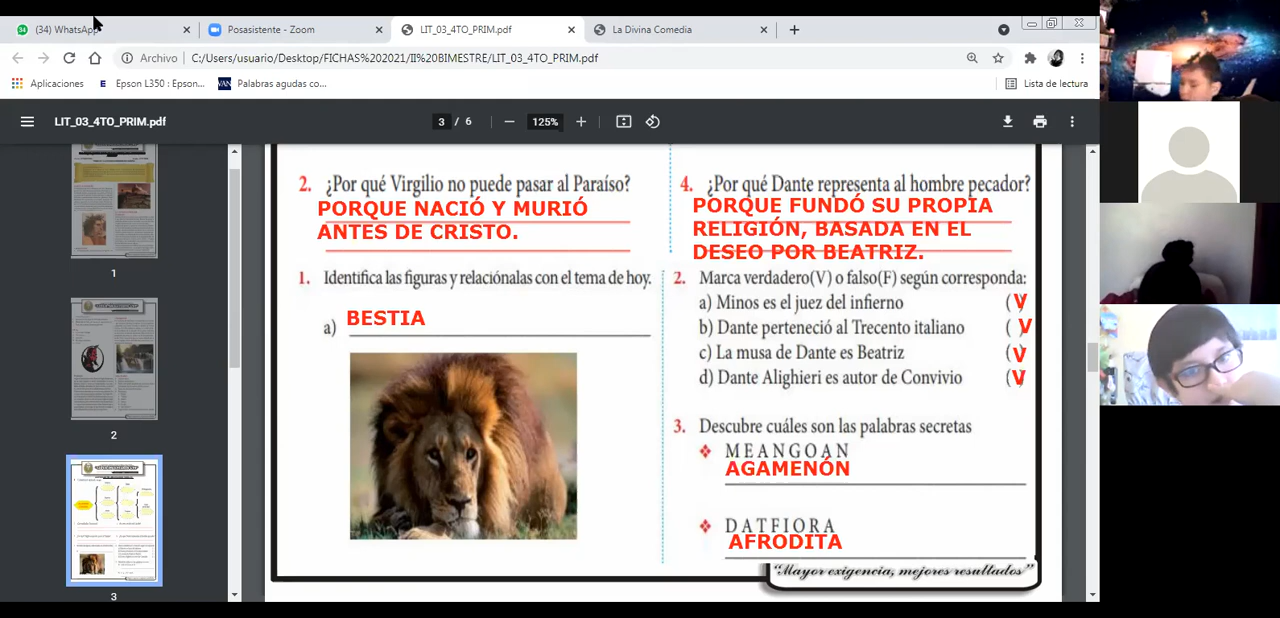 (34) WhatsApp
Posasistente - Zoom
LIT_03_4TO_PRIM.pdf
La Divina Comedia
Archivo
C:/Users/usuario/Desktop/FICHAS%202021/II%20BIMESTRE/LIT_03_4TO_PRIM.pdf
Aplicaciones
Epson L350 : Epson...
Palabras agudas co...
Lista de lectura
LIT_03_4TO_PRIM.pdf
3 / 6
125%
1
2
3
2. ¿Por qué Virgilio no puede pasar al Paraíso?
PORQUE NACIÓ Y MURIÓ
ANTES DE CRISTO.
4. ¿Por qué Dante representa al hombre pecador?
PORQUE FUNDÓ SU PROPIA
RELIGIÓN, BASADA EN EL
DESEO POR BEATRIZ.
1. Identifica las figuras y relaciónalas con el tema de hoy.
a) BESTIA
2. Marca verdadero(V) o falso(F) según corresponda:
a) Minos es el juez del infierno (V
b) Dante perteneció al Trecento italiano ( ) V
c) La musa de Dante es Beatriz (V)
d) Dante Alighieri es autor de Convivio (V)
3. Descubre cuáles son las palabras secretas
❖ M E A N G O A N
AGAMENÓN
❖ D A T F I O R A
AFRODITA
“Mayor exigencia, mejores resultados”